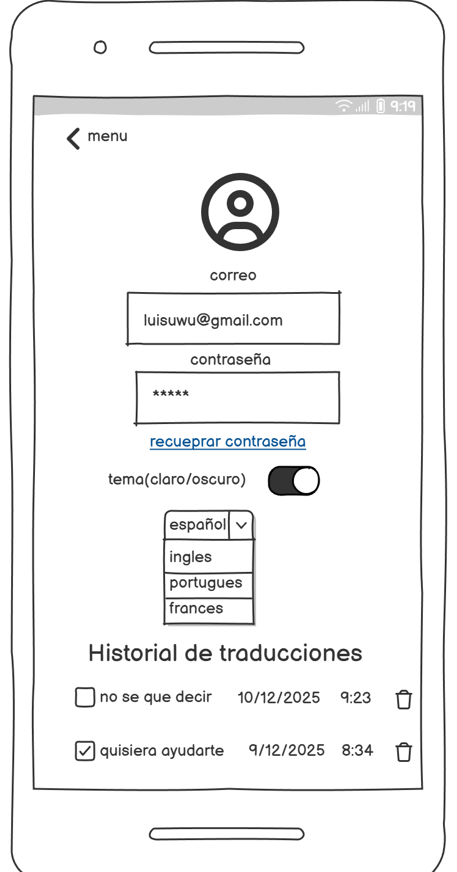 9:19
menu
correo
luisuwu@gmail.com
contraseña
*****
recueprar contraseña
tema(claro/oscuro)
español
ingles
portugues
frances
Historial de traducciones
no se que decir 10/12/2025 9:23
quisiera ayudarte 9/12/2025 8:34